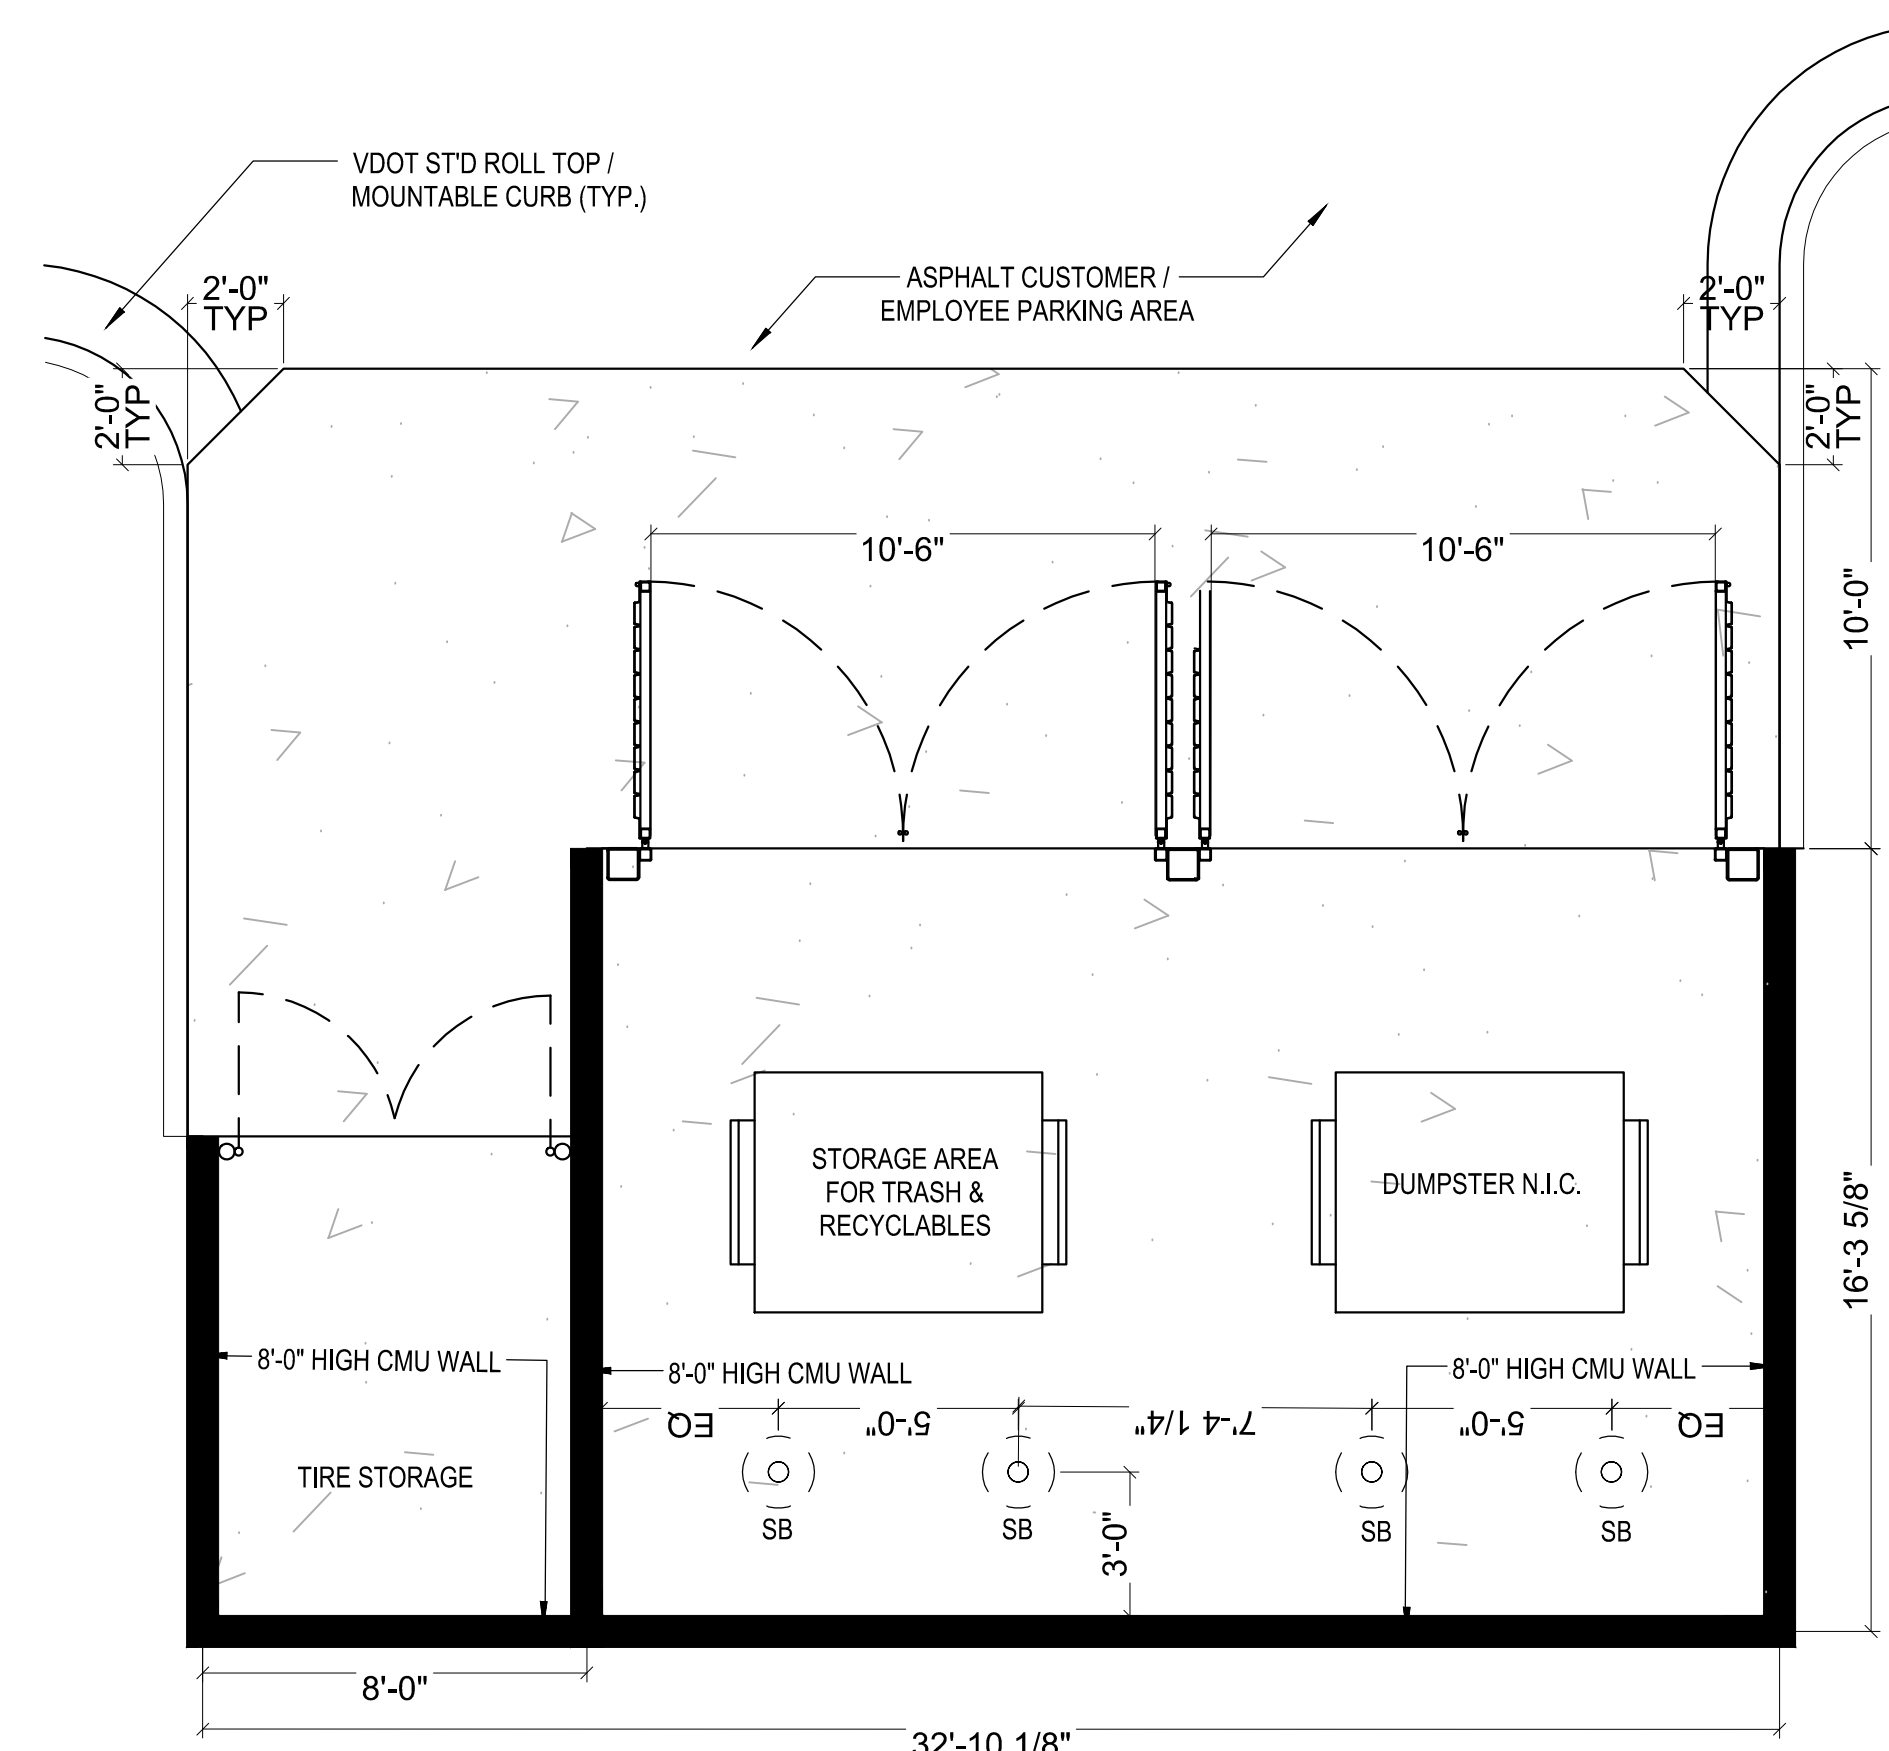 VDOT ST'D ROLL TOP /
MOUNTABLE CURB (TYP.)
ASPHALT CUSTOMER /
EMPLOYEE PARKING AREA
2'-0"
TYP
2'-0"
TYP
2'-0"
TYP
2'-0"
TYP
10'-6"
10'-6"
10'-0"
STORAGE AREA
FOR TRASH &
RECYCLABLES
DUMPSTER N.I.C.
16'-3 5/8"
8'-0" HIGH CMU WALL
8'-0" HIGH CMU WALL
8'-0" HIGH CMU WALL
EQ
5'-0"
7'-4 1/4"
5'-0"
EQ
TIRE STORAGE
SB
SB
SB
SB
3'-0"
8'-0"
32'-10 1/8"